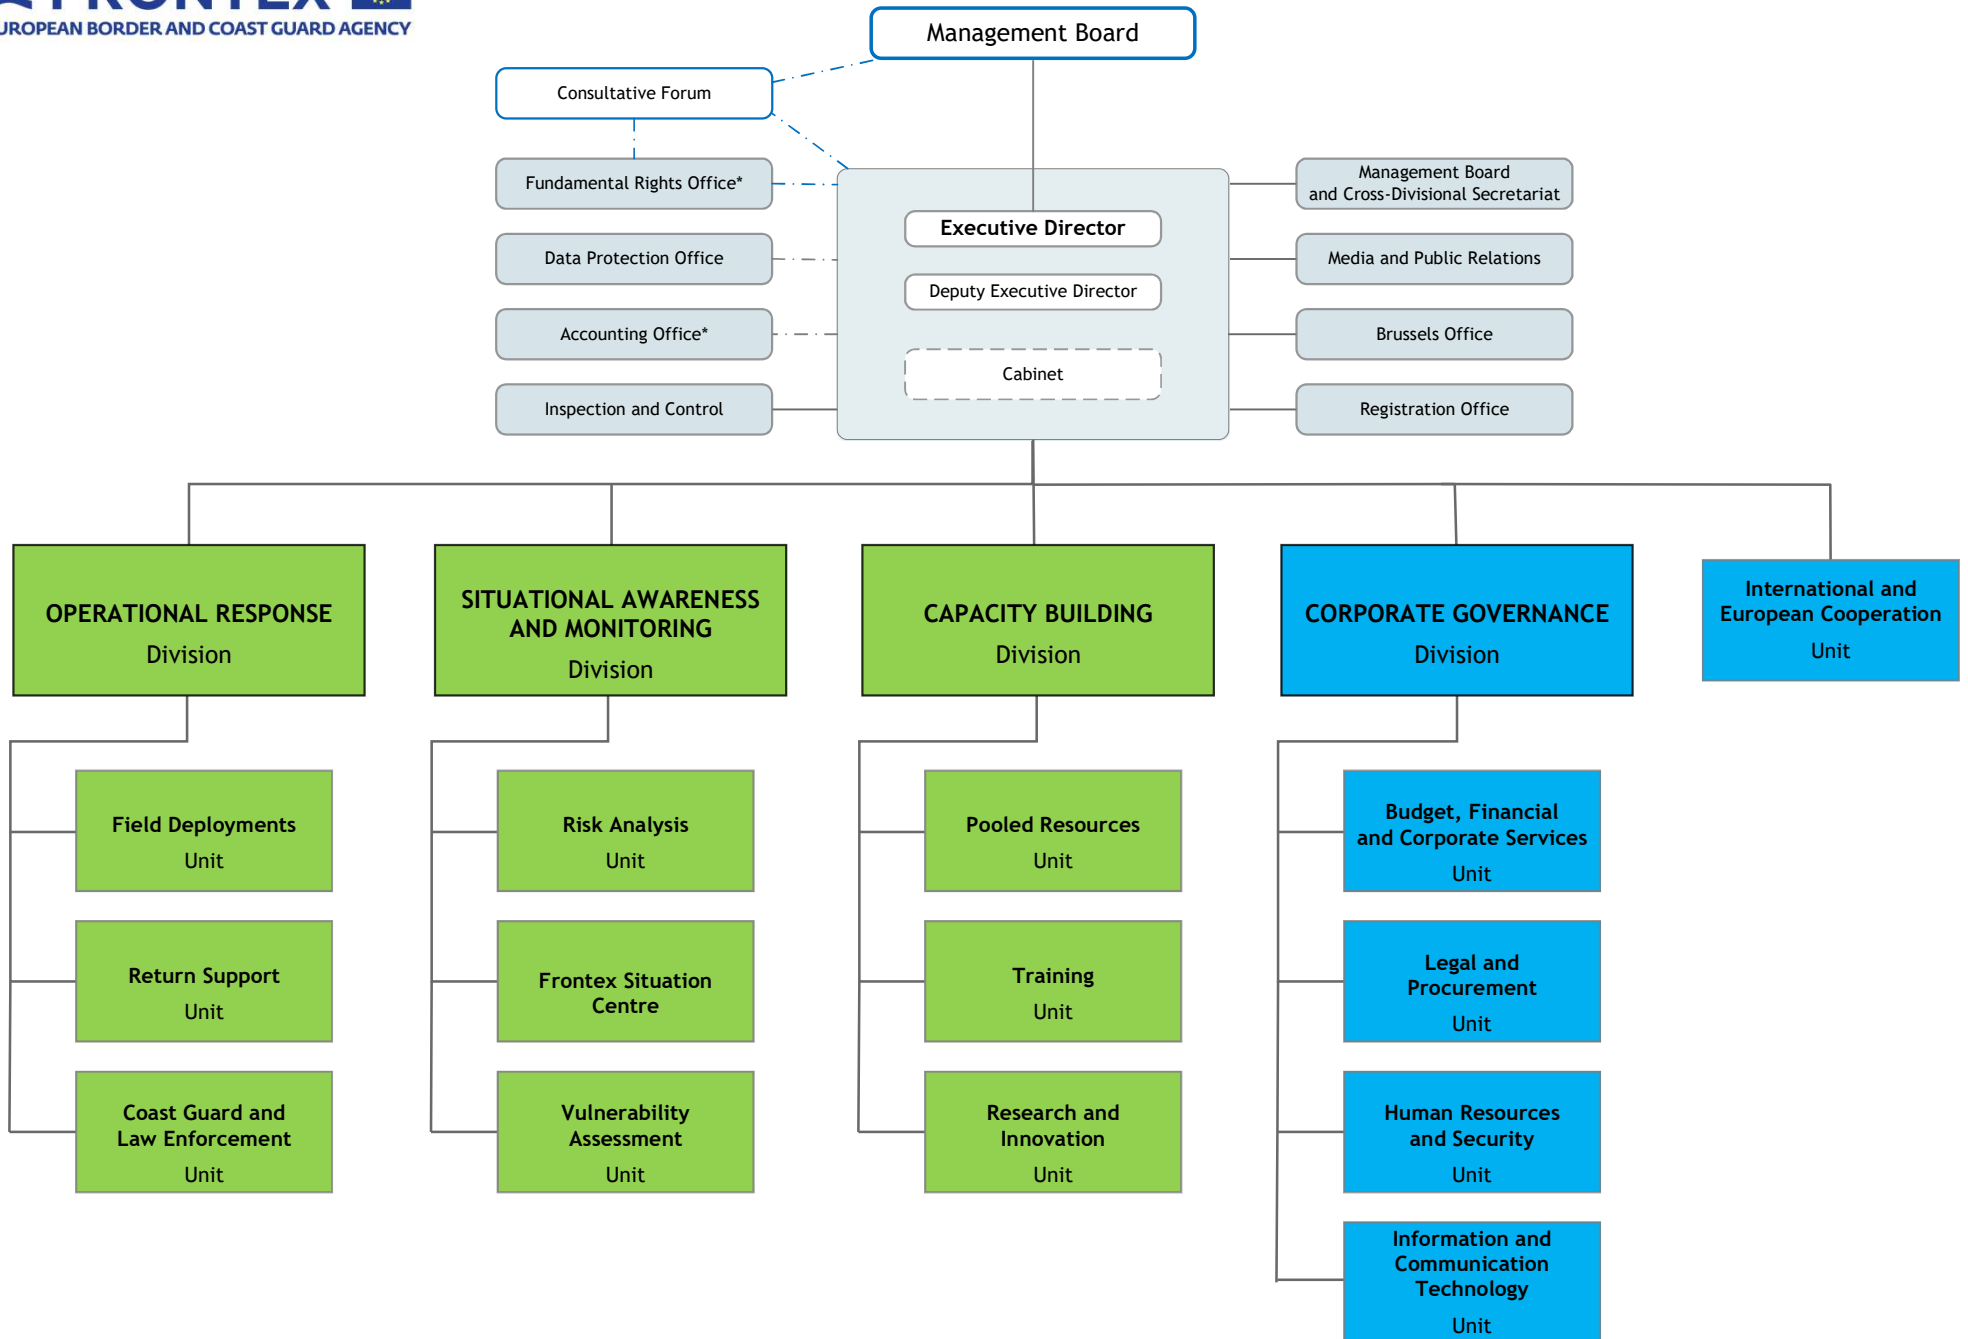 FRONTEX
EUROPEAN BORDER AND COAST GUARD AGENCY
Management Board
Consultative Forum
Fundamental Rights Office*
Management Board
and Cross-Divisional Secretariat
Executive Director
Data Protection Office
Media and Public Relations
Deputy Executive Director
Accounting Office*
Brussels Office
Cabinet
Inspection and Control
Registration Office
OPERATIONAL RESPONSE
Division
SITUATIONAL AWARENESS
AND MONITORING
Division
CAPACITY BUILDING
Division
CORPORATE GOVERNANCE
Division
International and
European Cooperation
Unit
Field Deployments
Unit
Risk Analysis
Unit
Pooled Resources
Unit
Budget, Financial
and Corporate Services
Unit
Return Support
Unit
Frontex Situation
Centre
Training
Unit
Legal and
Procurement
Unit
Coast Guard and
Law Enforcement
Unit
Vulnerability
Assessment
Unit
Research and
Innovation
Unit
Human Resources
and Security
Unit
Information and
Communication
Technology
Unit